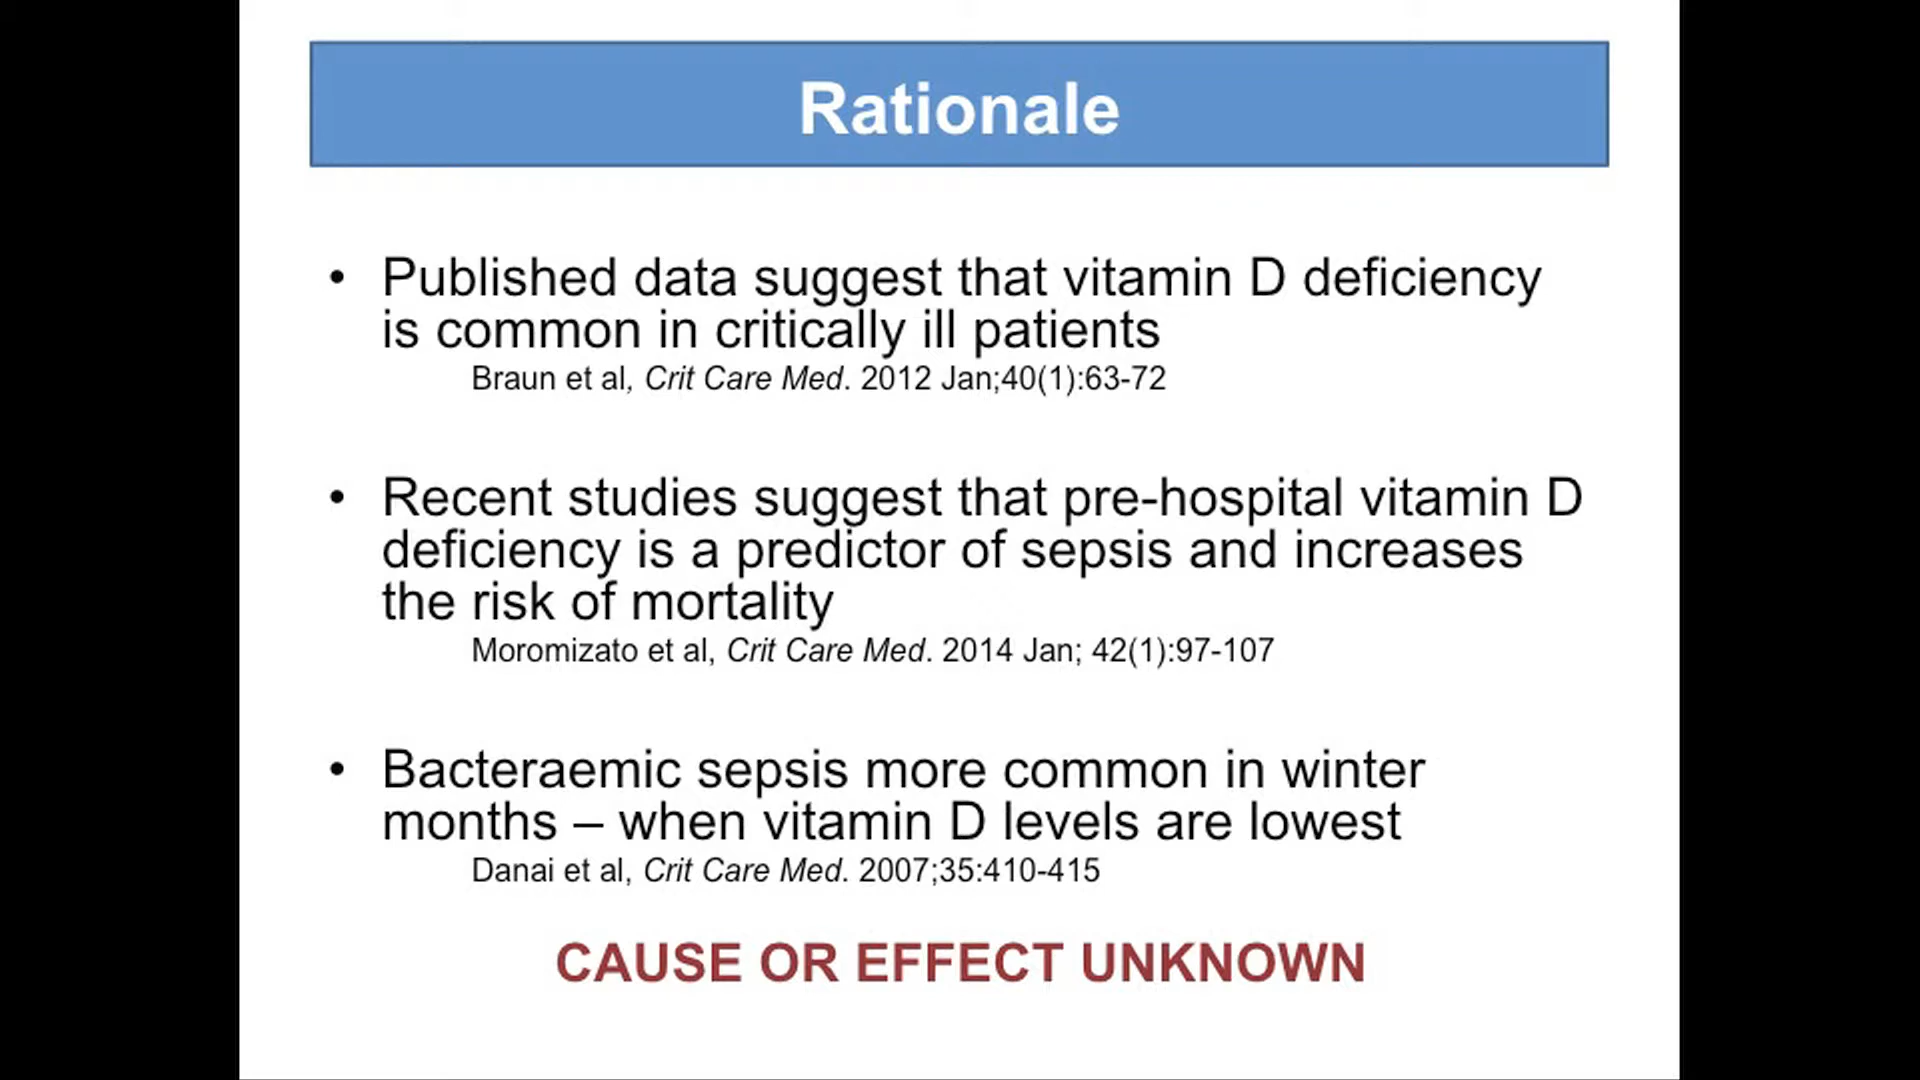 Rationale
• Published data suggest that vitamin D deficiency
is common in critically ill patients
Braun et al, Crit Care Med. 2012 Jan;40(1):63-72
• Recent studies suggest that pre-hospital vitamin D
deficiency is a predictor of sepsis and increases
the risk of mortality
Moromizato et al, Crit Care Med. 2014 Jan; 42(1):97-107
• Bacteraemic sepsis more common in winter
months – when vitamin D levels are lowest
Danai et al, Crit Care Med. 2007;35:410-415
CAUSE OR EFFECT UNKNOWN